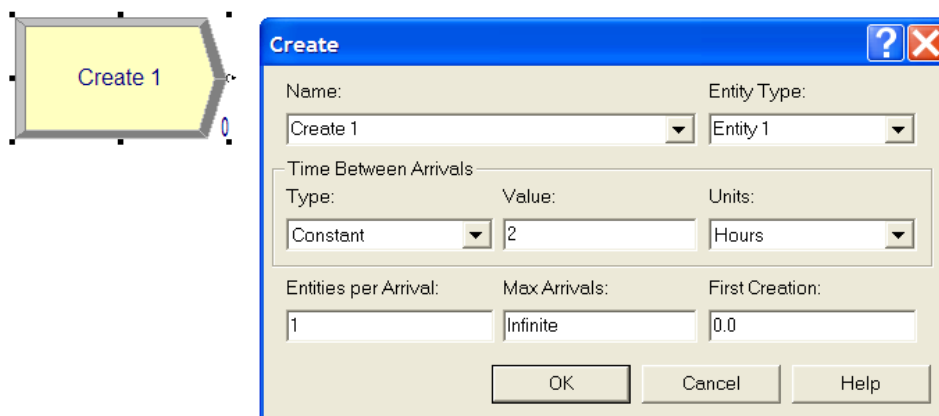 Create 1
0
Create
Name: Entity Type:
Create 1 Entity 1
Time Between Arrivals
Type: Value: Units:
Constant 2 Hours
Entities per Arrival: Max Arrivals: First Creation:
1 Infinite 0.0
OK Cancel Help